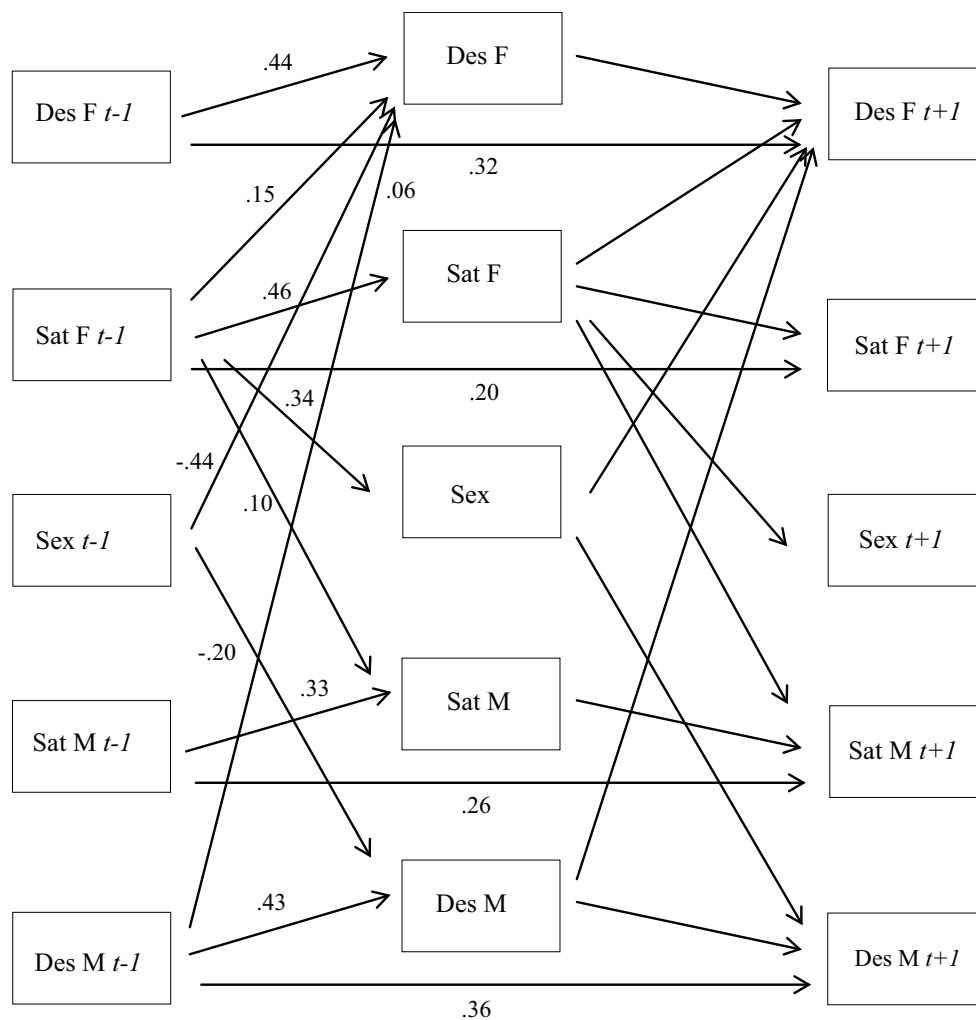 Des F
.44
Des F t-1
Des F t+1
.32
.06
.15
Sat F
.46
Sat F t-1
Sat F t+1
.20
.34
-.44
Sex
.10
Sex t-1
Sex t+1
-.20
.33
Sat M
Sat M t-1
Sat M t+1
.26
Des M
.43
Des M t-1
Des M t+1
.36